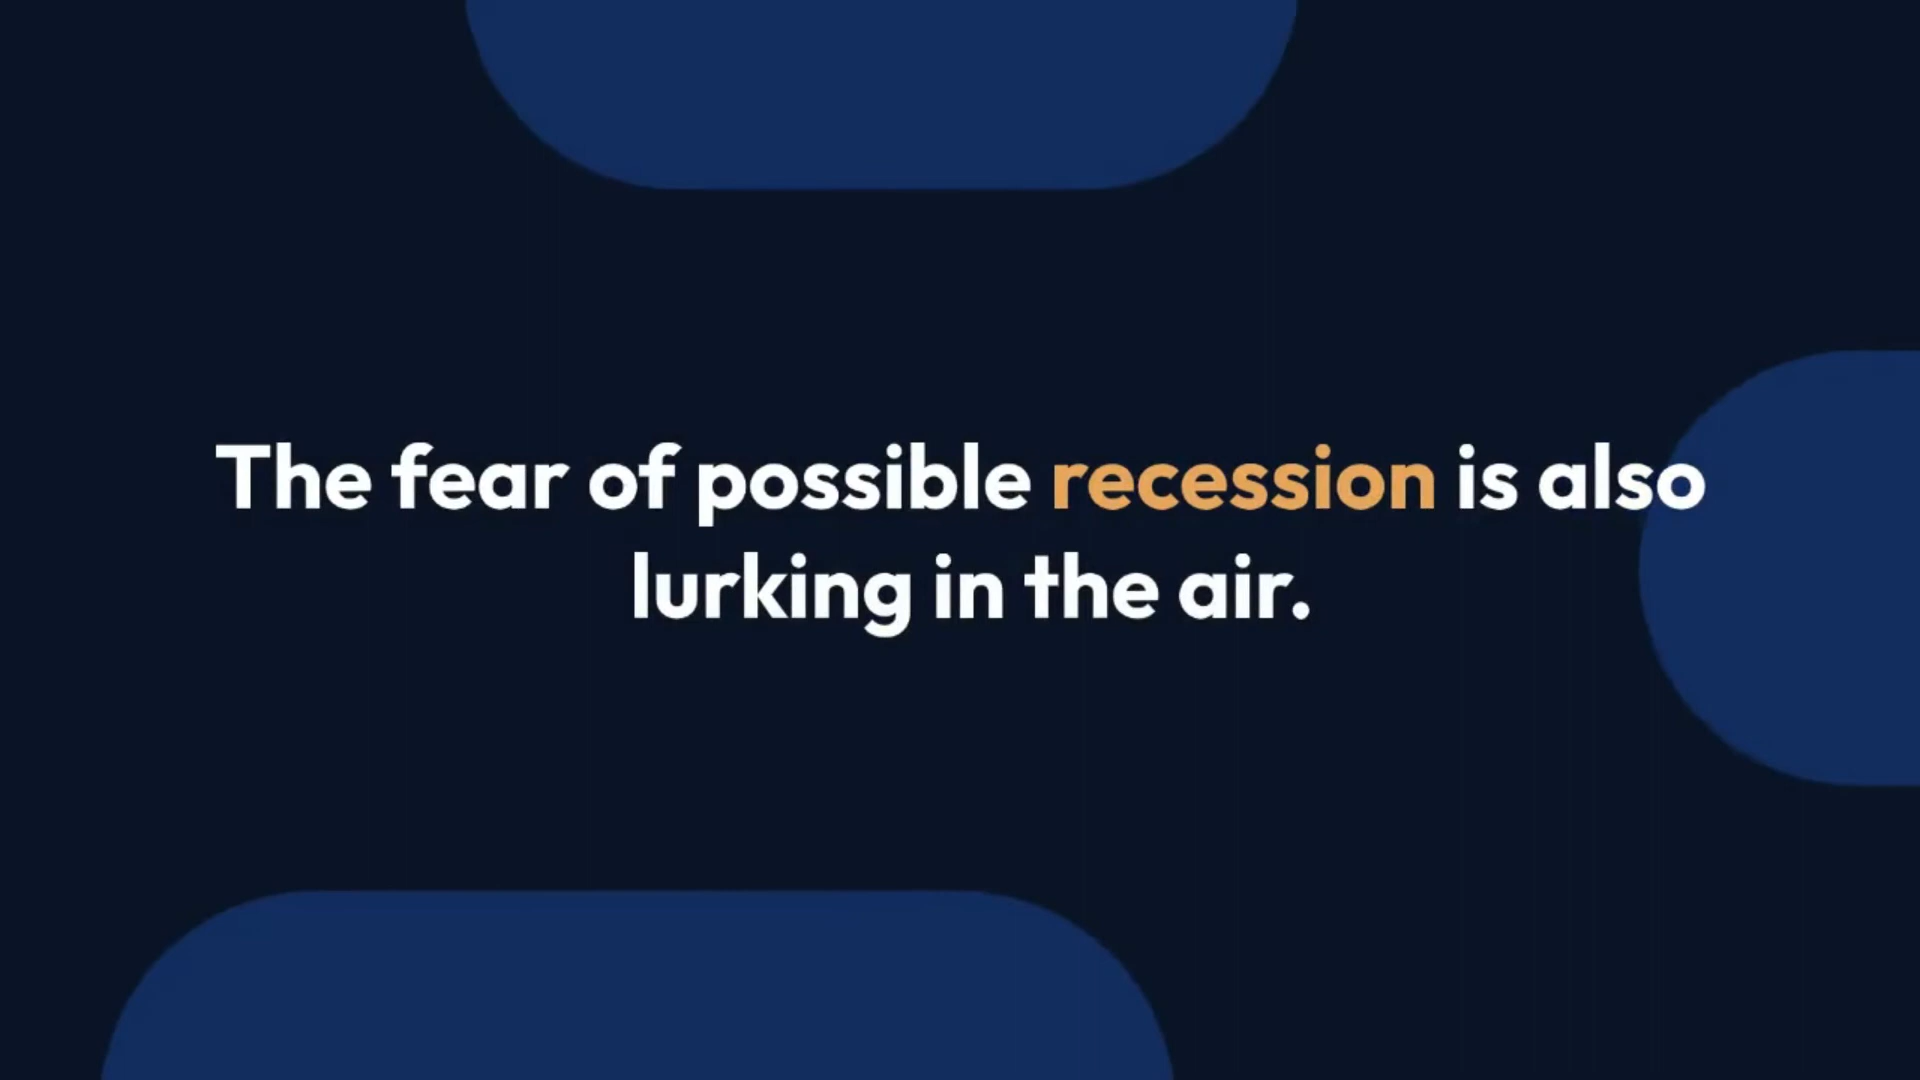 The fear of possible recession is also
lurking in the air.